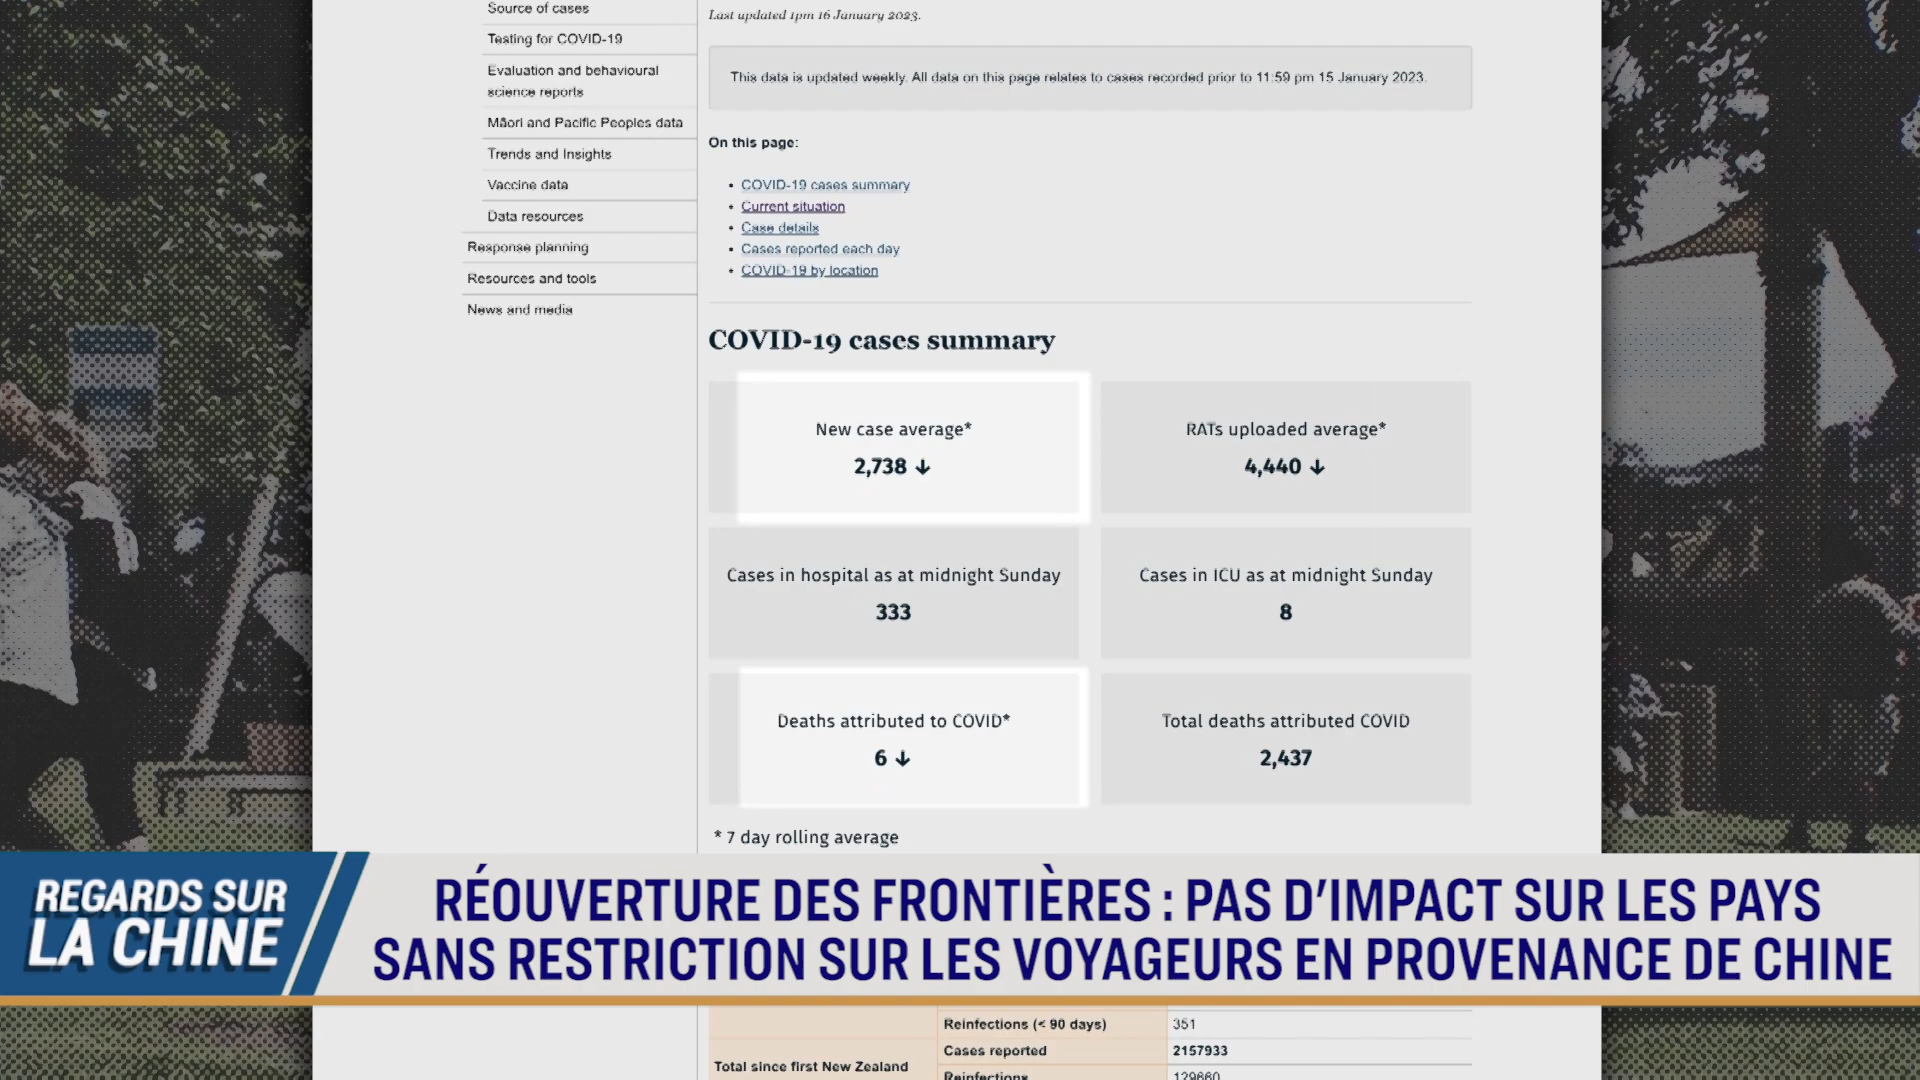 Source of cases
Testing for COVID-19
Evaluation and behavioural
science reports
Māori and Pacific Peoples data
Trends and Insights
Vaccine data
Data resources
Response planning
Resources and tools
News and media
Last updated 1pm 16 January 2023.
This data is updated weekly. All data on this page relates to cases recorded prior to 11:59 pm 15 January 2023.
On this page:
• COVID-19 cases summary
• Current situation
• Case details
• Cases reported each day
• COVID-19 by location
COVID-19 cases summary
New case average*
2,738 ↓
RATs uploaded average*
4,440 ↓
Cases in hospital as at midnight Sunday
333
Cases in ICU as at midnight Sunday
8
Deaths attributed to COVID*
6 ↓
Total deaths attributed COVID
2,437
* 7 day rolling average
REGARDS SUR
LA CHINE
RÉOUVERTURE DES FRONTIÈRES : PAS D'IMPACT SUR LES PAYS
SANS RESTRICTION SUR LES VOYAGEURS EN PROVENANCE DE CHINE
Reinfections (< 90 days) 351
Cases reported 2157933
Total since first New Zealand
Reinfections 129660